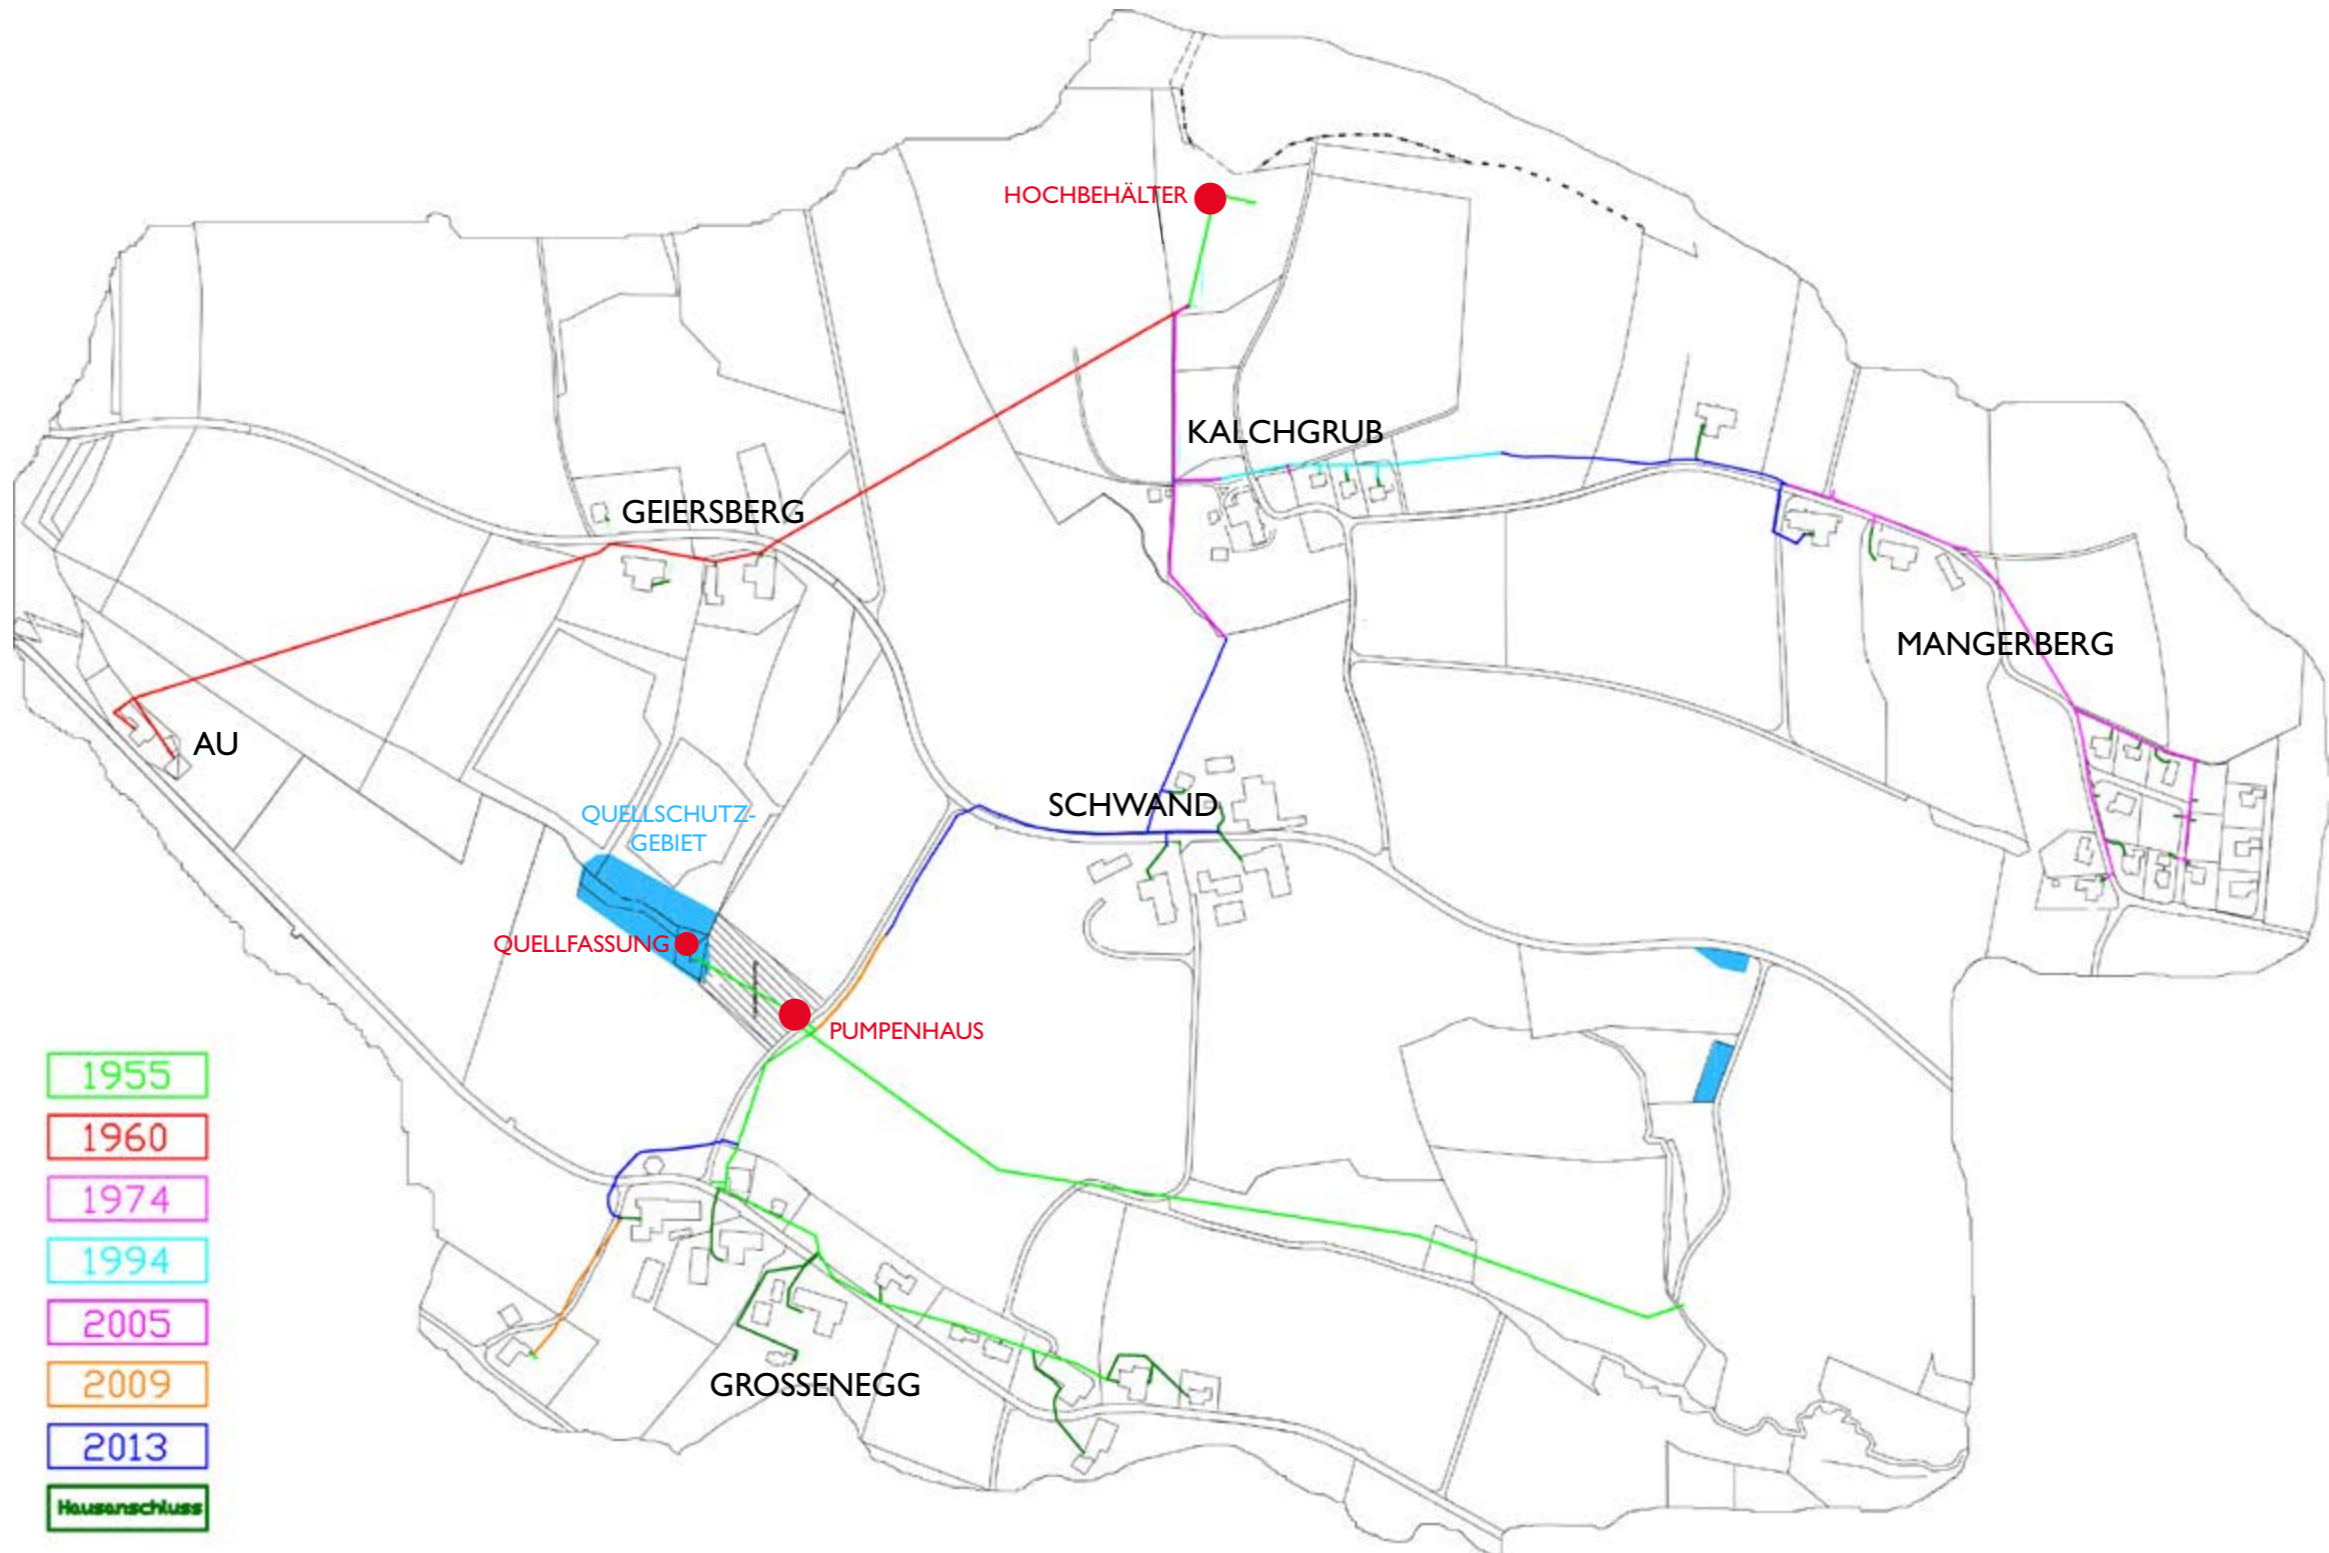 HOCHBEHÄLTER
KALCHGRUB
GEIERSBERG
MANGERBERG
AU
SCHWAND
QUELLSCHUTZ-
GEBIET
QUELLFASSUNG
PUMPENHAUS
GROSSENEGG
1955
1960
1974
1994
2005
2009
2013
Hausanschluss